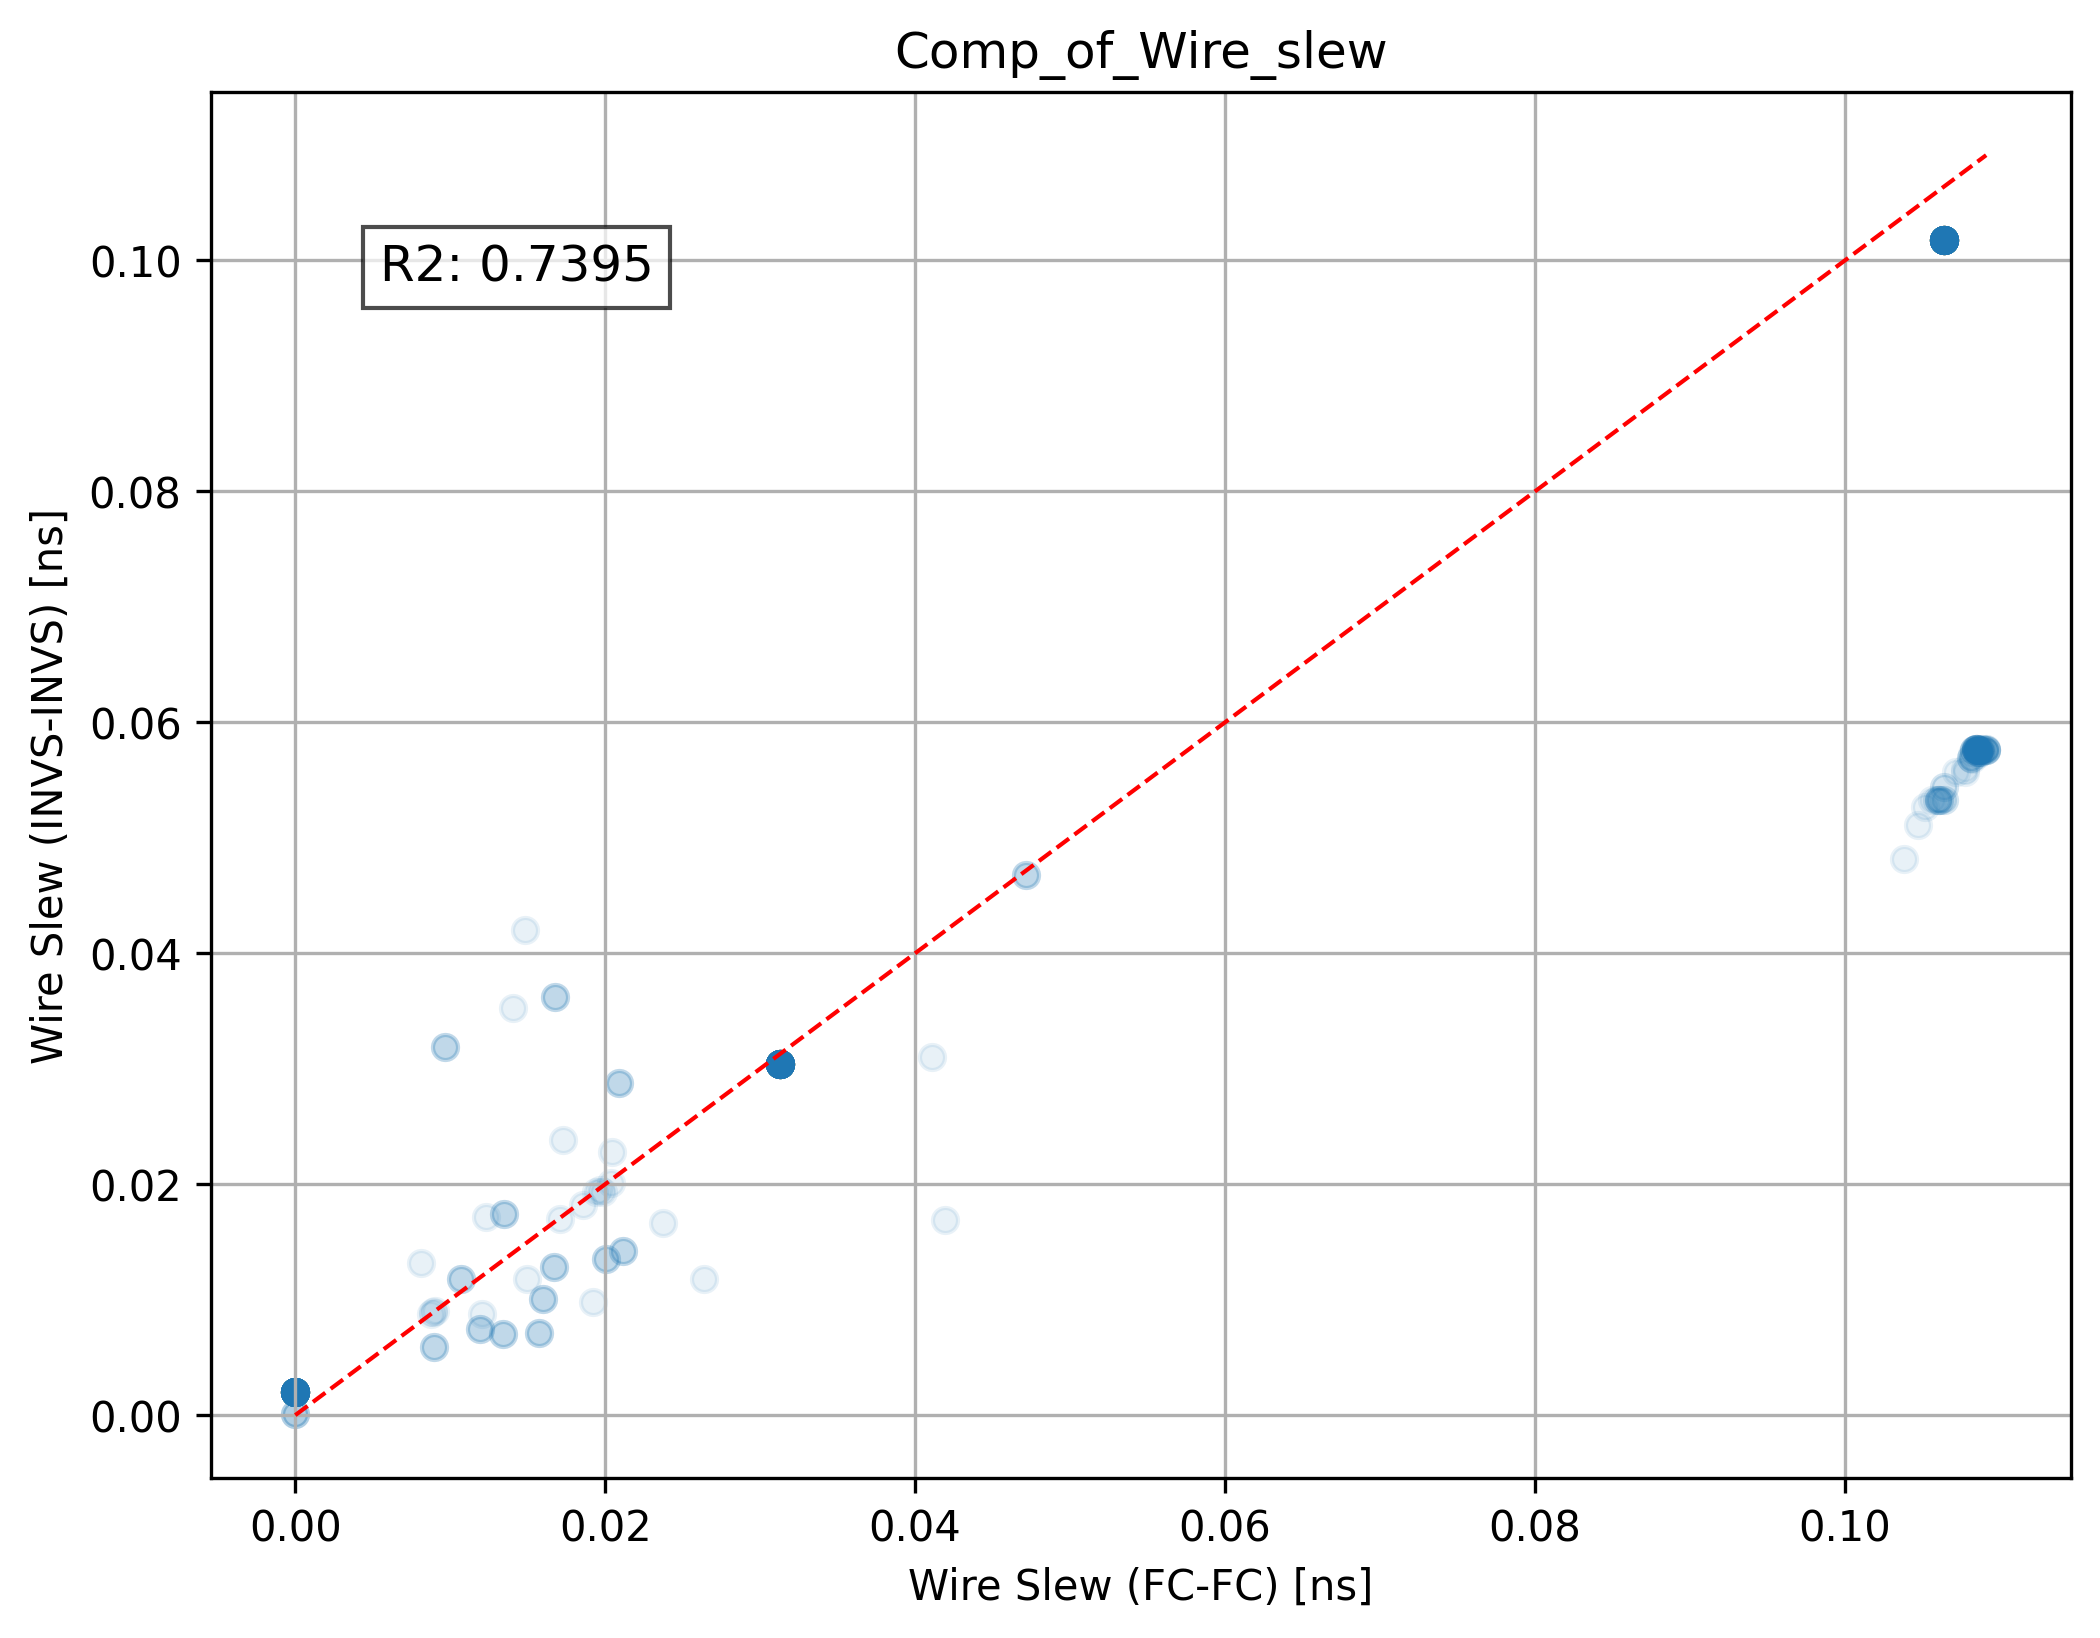 Comp_of_Wire_slew
R2: 0.7395
Wire Slew (INVS-INVS) [ns]
0.10
0.08
0.06
0.04
0.02
0.00
0.00 0.02 0.04 0.06 0.08 0.10
Wire Slew (FC-FC) [ns]